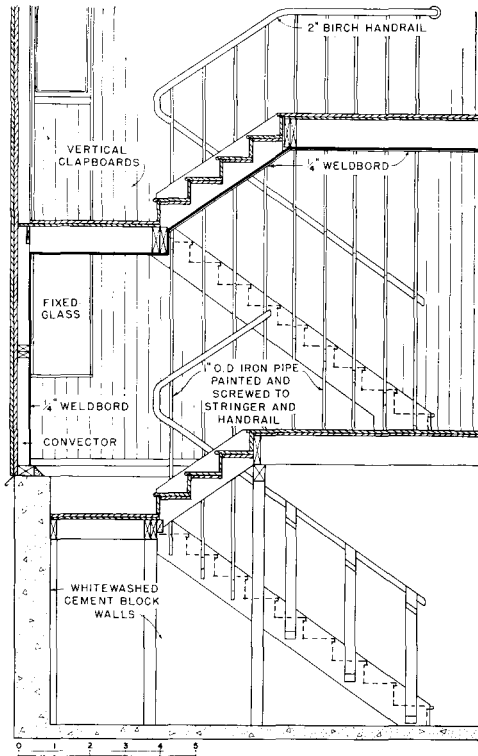 2" BIRCH HANDRAIL
VERTICAL
CLAPBOARDS
1/4" WELDBORD
FIXED
GLASS
1" O.D IRON PIPE
PAINTED AND
SCREWED TO
STRINGER AND
HANDRAIL
1/4" WELDBORD
CONVECTOR
WHITEWASHED
CEMENT BLOCK
WALLS
0 1 2 3 4 5